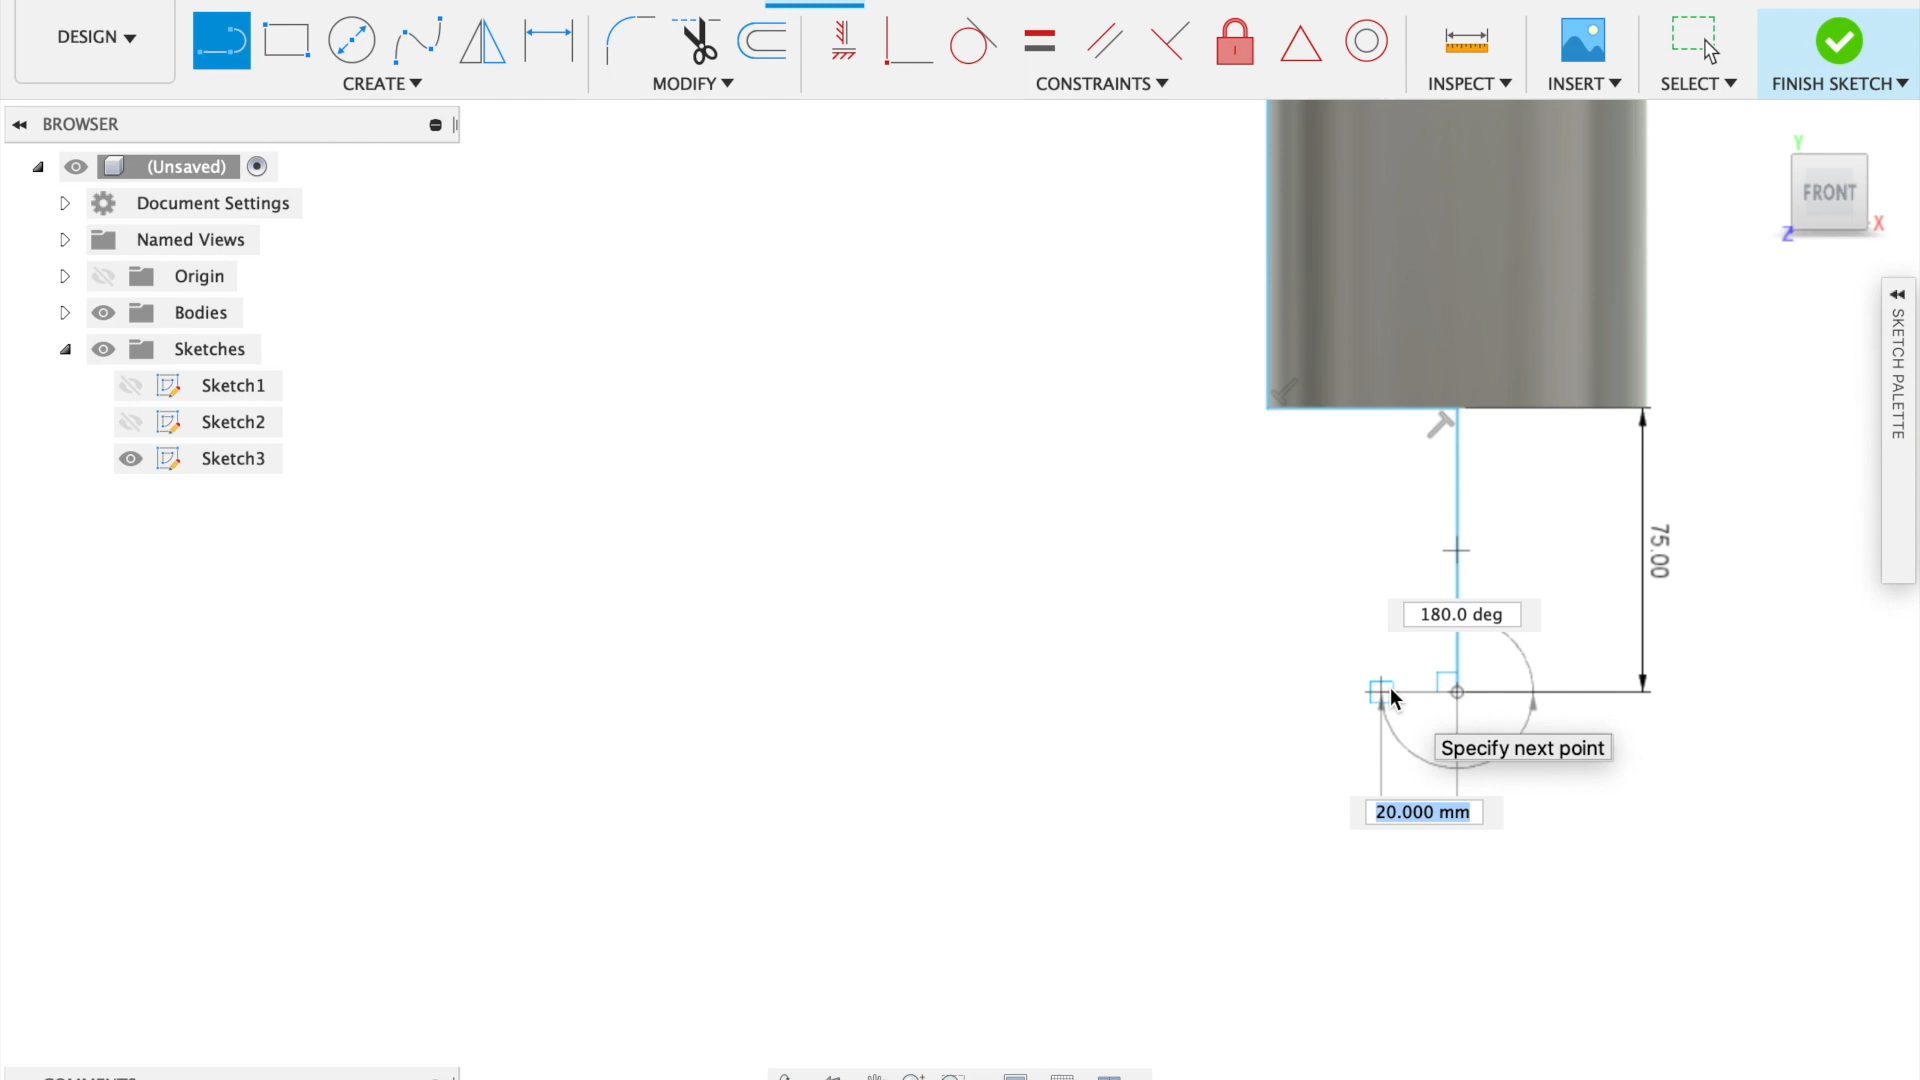 DESIGN
CREATE
MODIFY
CONSTRAINTS
INSPECT
INSERT
SELECT
FINISH SKETCH
BROWSER
(Unsaved)
Document Settings
Named Views
Origin
Bodies
Sketches
Sketch1
Sketch2
Sketch3
Y
FRONT
X
Z
SKETCH PALETTE
75.00
180.0 deg
Specify next point
20.000 mm
COMMENTS